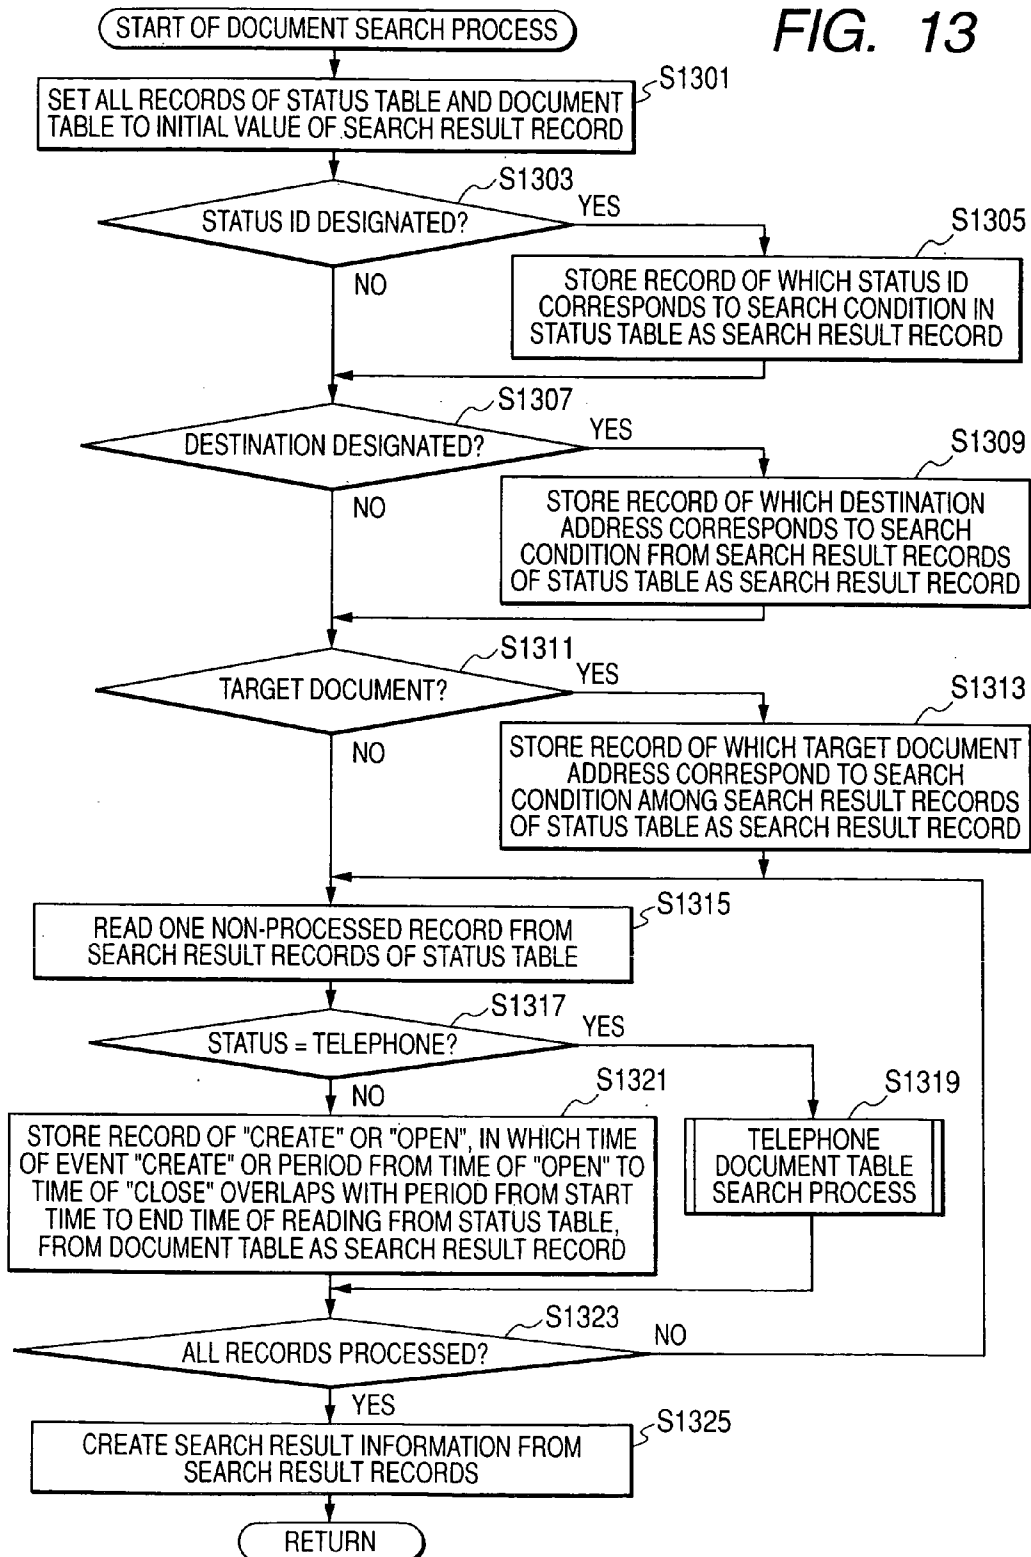 FIG. 13
START OF DOCUMENT SEARCH PROCESS
S1301
SET ALL RECORDS OF STATUS TABLE AND DOCUMENT
TABLE TO INITIAL VALUE OF SEARCH RESULT RECORD
S1303
STATUS ID DESIGNATED?
YES
NO
S1305
STORE RECORD OF WHICH STATUS ID
CORRESPONDS TO SEARCH CONDITION IN
STATUS TABLE AS SEARCH RESULT RECORD
S1307
DESTINATION DESIGNATED?
YES
NO
S1309
STORE RECORD OF WHICH DESTINATION
ADDRESS CORRESPONDS TO SEARCH
CONDITION FROM SEARCH RESULT RECORDS
OF STATUS TABLE AS SEARCH RESULT RECORD
S1311
TARGET DOCUMENT?
YES
NO
S1313
STORE RECORD OF WHICH TARGET DOCUMENT
ADDRESS CORRESPOND TO SEARCH
CONDITION AMONG SEARCH RESULT RECORDS
OF STATUS TABLE AS SEARCH RESULT RECORD
S1315
READ ONE NON-PROCESSED RECORD FROM
SEARCH RESULT RECORDS OF STATUS TABLE
S1317
STATUS = TELEPHONE?
YES
NO
S1319
TELEPHONE
DOCUMENT TABLE
SEARCH PROCESS
S1321
STORE RECORD OF "CREATE" OR "OPEN", IN WHICH TIME
OF EVENT "CREATE" OR PERIOD FROM TIME OF "OPEN" TO
TIME OF "CLOSE" OVERLAPS WITH PERIOD FROM START
TIME TO END TIME OF READING FROM STATUS TABLE,
FROM DOCUMENT TABLE AS SEARCH RESULT RECORD
S1323
ALL RECORDS PROCESSED?
NO
YES
S1325
CREATE SEARCH RESULT INFORMATION FROM
SEARCH RESULT RECORDS
RETURN